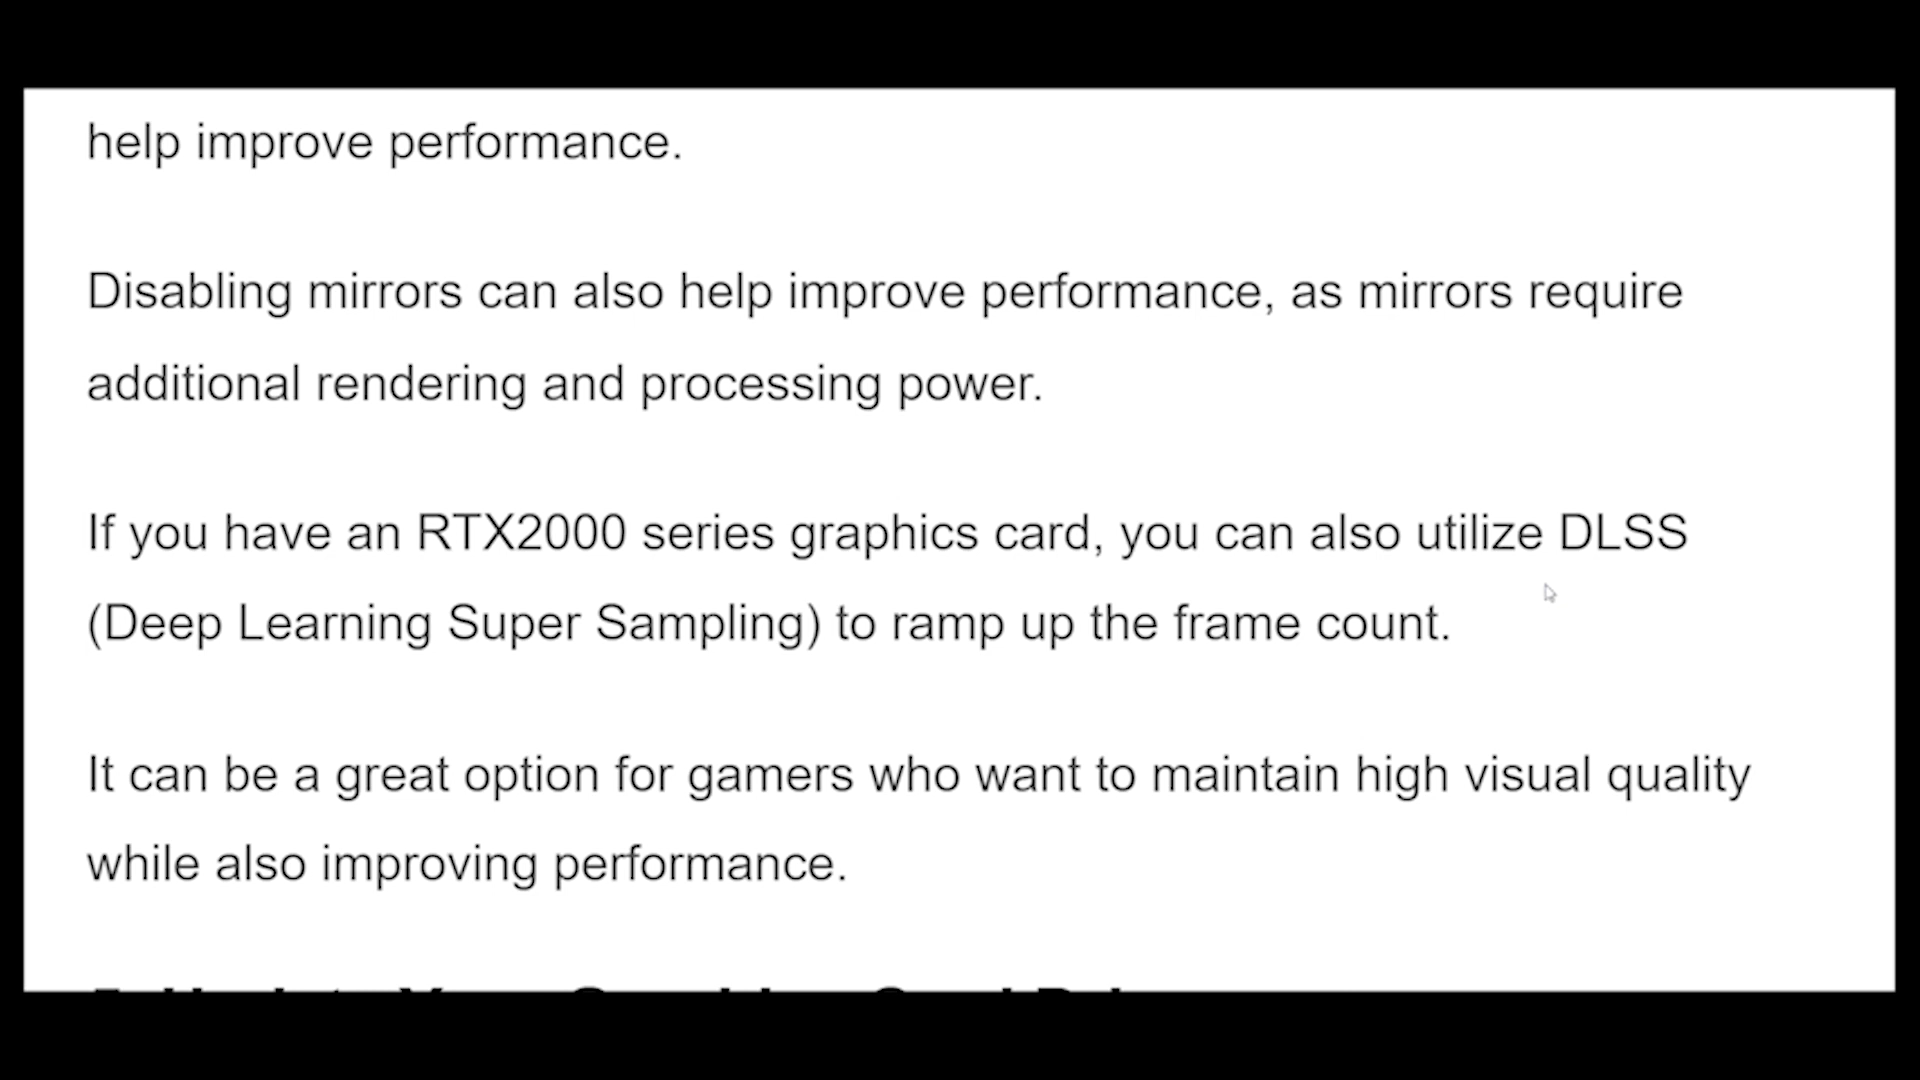 help improve performance.
Disabling mirrors can also help improve performance, as mirrors require
additional rendering and processing power.
If you have an RTX2000 series graphics card, you can also utilize DLSS
(Deep Learning Super Sampling) to ramp up the frame count.
It can be a great option for gamers who want to maintain high visual quality
while also improving performance.